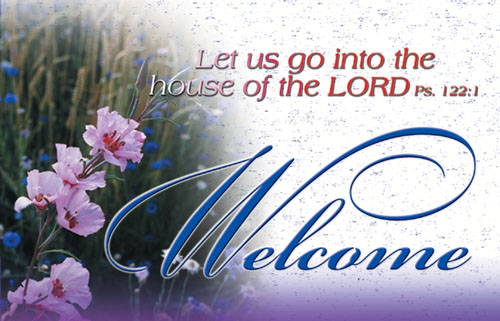 Let us go into the
house of the LORD Ps. 122:1
Welcome